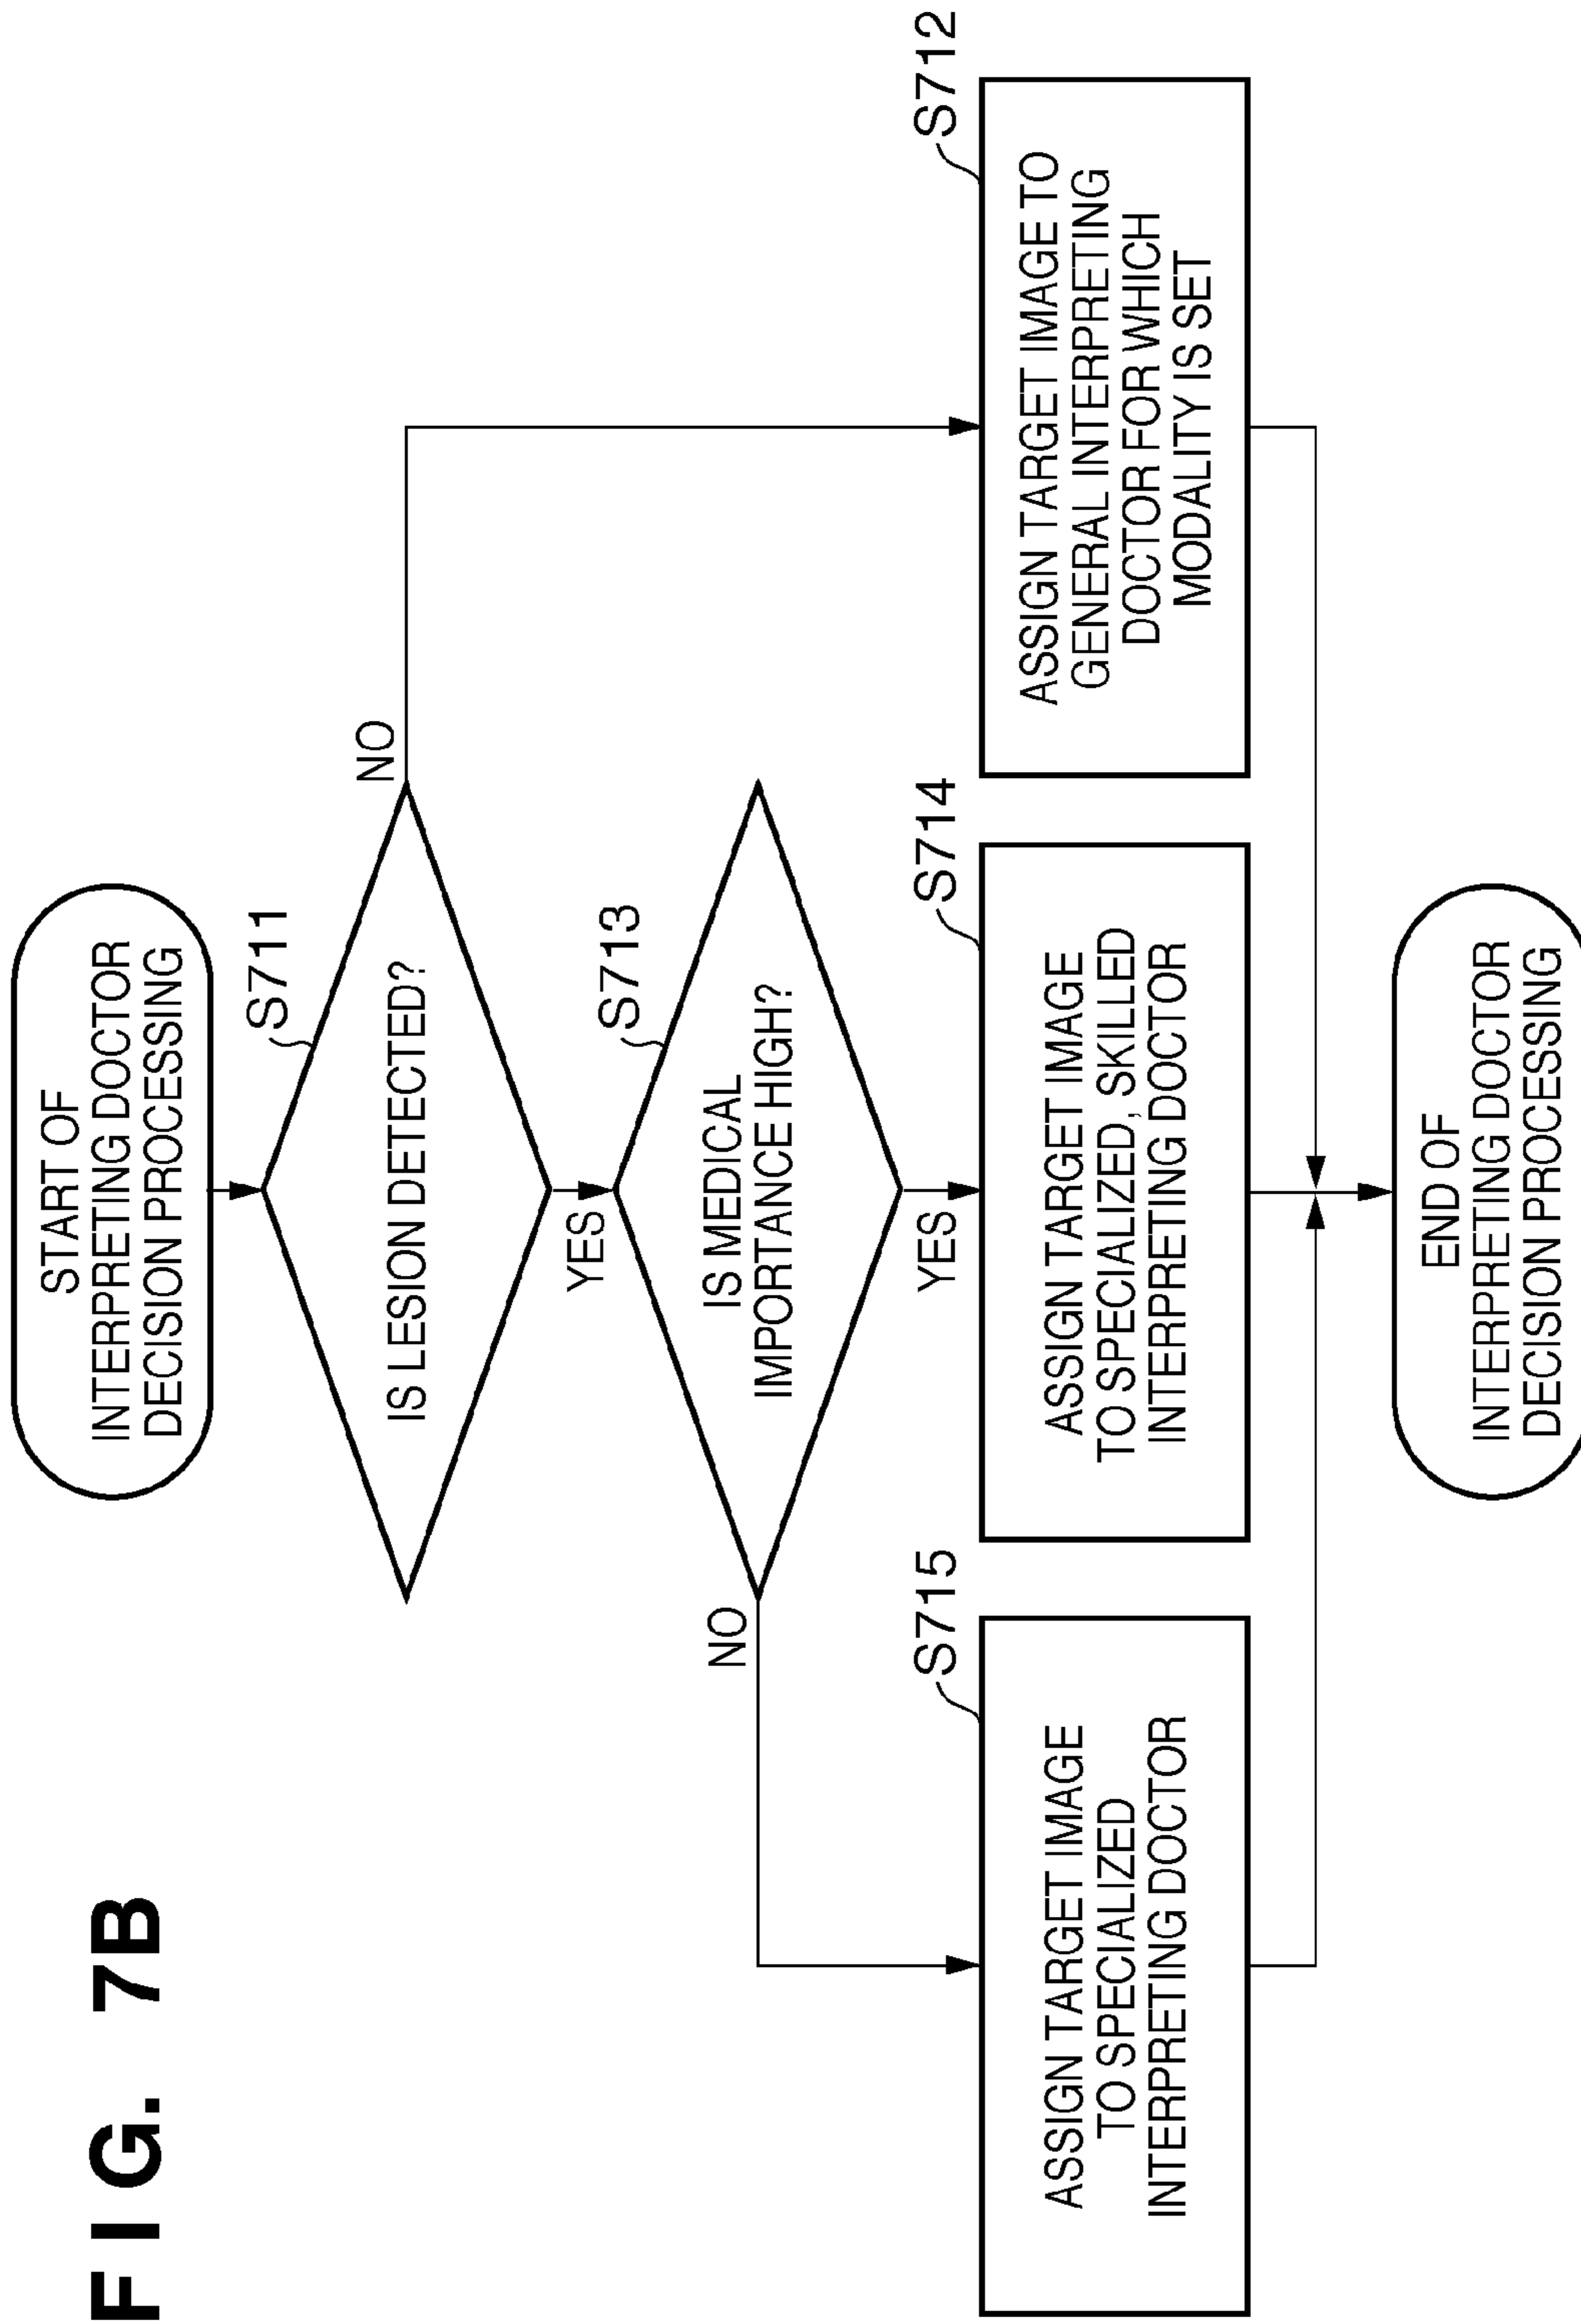 FIG. 7B
START OF
INTERPRETING DOCTOR
DECISION PROCESSING
S711
IS LESION DETECTED?
NO
YES
S713
IS MEDICAL
IMPORTANCE HIGH?
NO
YES
S715
ASSIGN TARGET IMAGE
TO SPECIALIZED
INTERPRETING DOCTOR
S714
ASSIGN TARGET IMAGE
TO SPECIALIZED, SKILLED
INTERPRETING DOCTOR
S712
ASSIGN TARGET IMAGE TO
GENERAL INTERPRETING
DOCTOR FOR WHICH
MODALITY IS SET
END OF
INTERPRETING DOCTOR
DECISION PROCESSING